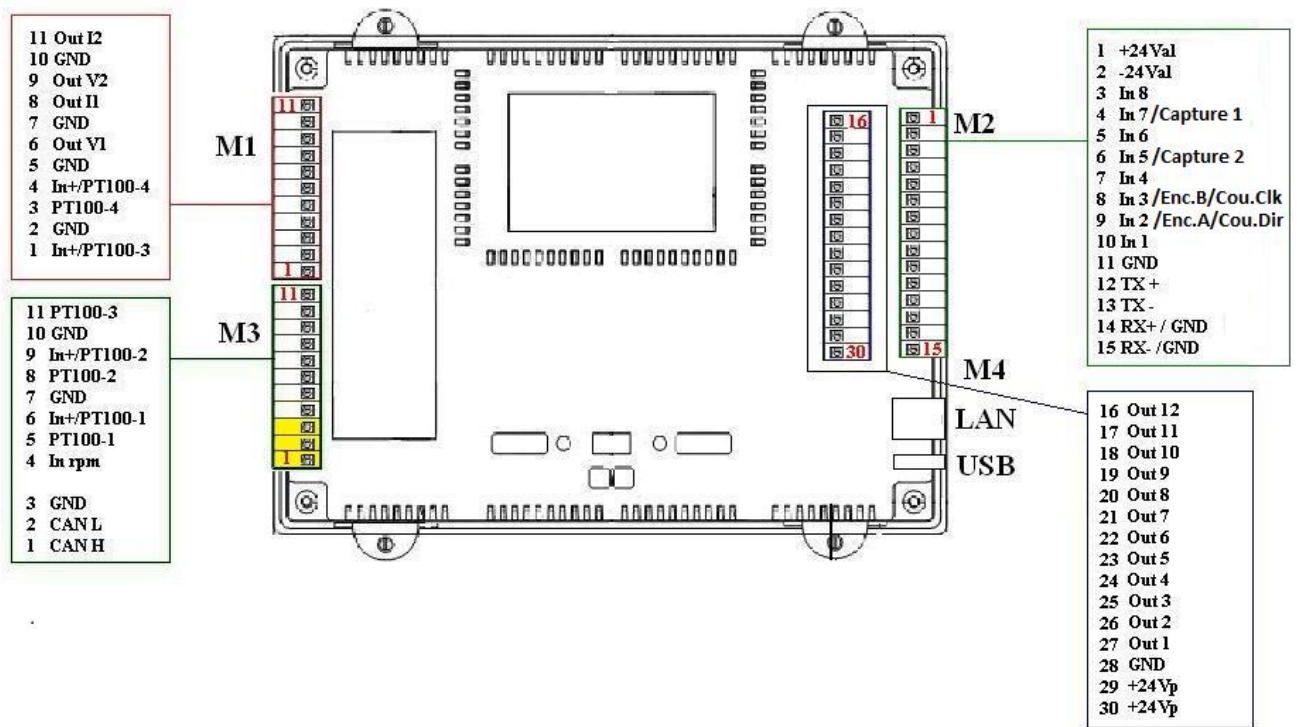 11 Out I2
10 GND
9 Out V2
8 Out I1
7 GND
6 Out V1
5 GND
4 In+/PT100-4
3 PT100-4
2 GND
1 In+/PT100-3
11 PT100-3
10 GND
9 In+/PT100-2
8 PT100-2
7 GND
6 In+/PT100-1
5 PT100-1
4 In rpm
3 GND
2 CAN L
1 CAN H
M1
11
1
M3
11
1
16
30
1
15
M2
M4
LAN
USB
1 +24Val
2 -24Val
3 In 8
4 In 7/Capture 1
5 In 6
6 In 5/Capture 2
7 In 4
8 In 3/Enc.B/Cou.Clk
9 In 2/Enc.A/Cou.Dir
10 In 1
11 GND
12 TX +
13 TX -
14 RX+ / GND
15 RX- /GND
16 Out 12
17 Out 11
18 Out 10
19 Out 9
20 Out 8
21 Out 7
22 Out 6
23 Out 5
24 Out 4
25 Out 3
26 Out 2
27 Out 1
28 GND
29 +24Vp
30 +24Vp